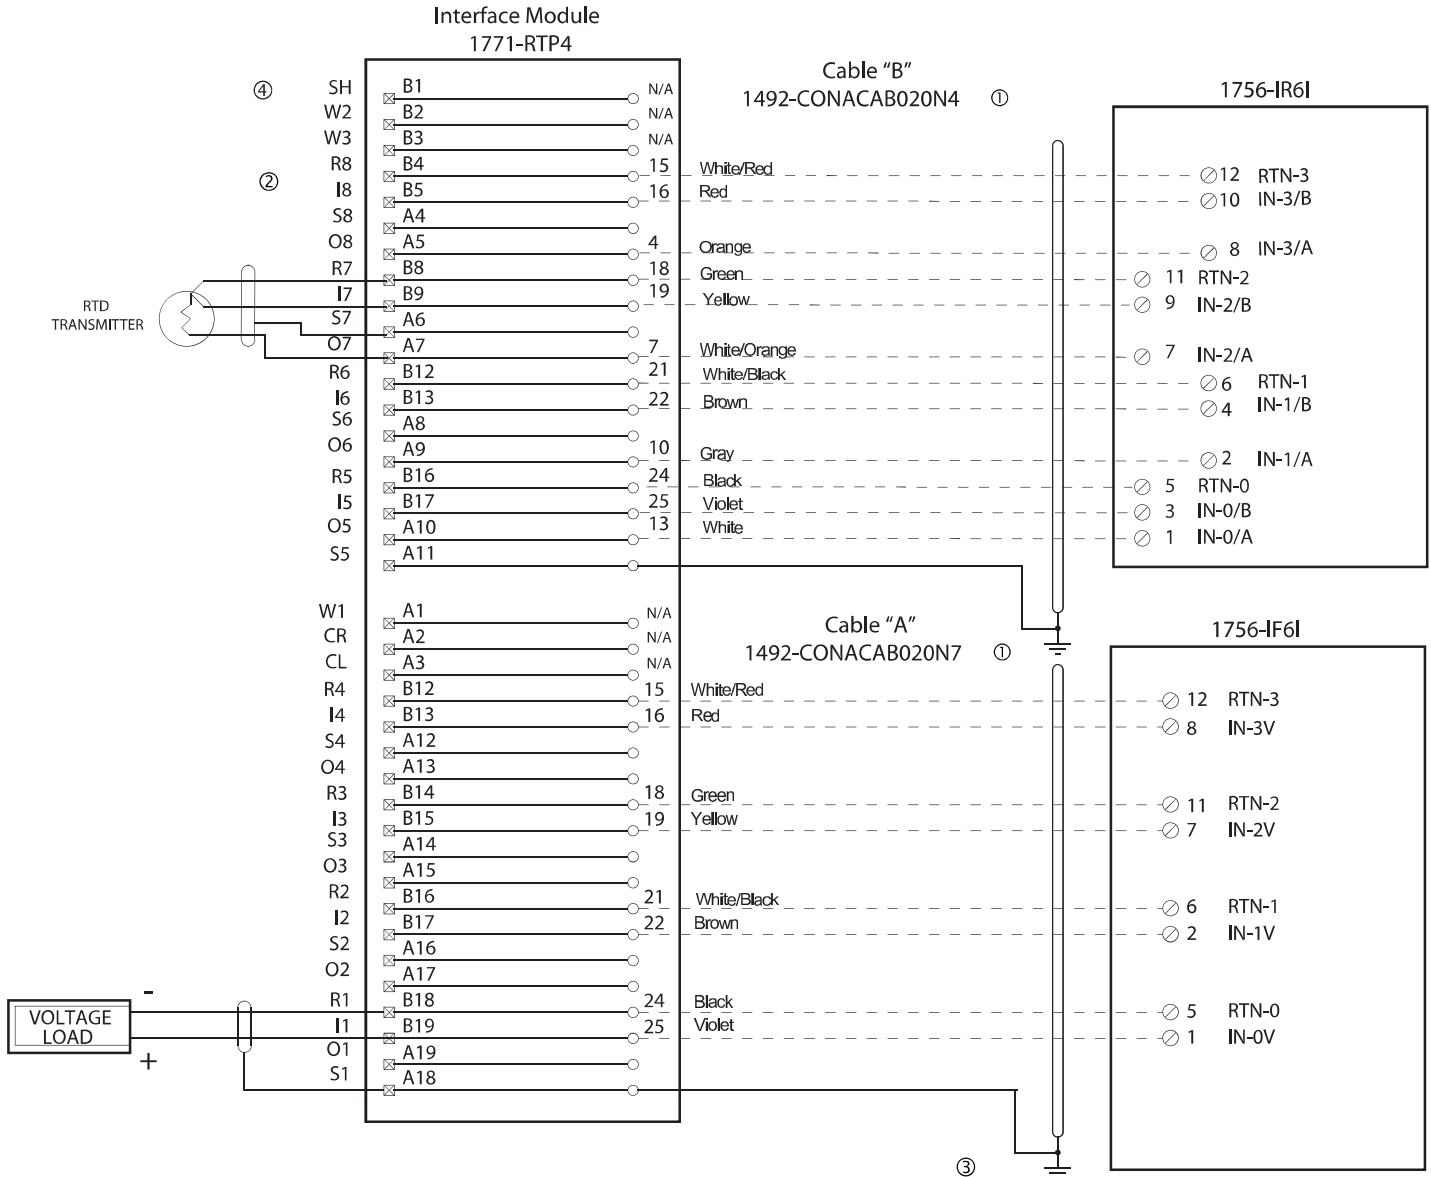 Interface Module
1771-RTP4
Cable “B”
1492-CONACAB020N4 ①
1756-IR6I
④ SH B1 N/A
W2 B2 N/A
W3 B3 N/A
R8 B4 15 White/Red 12 RTN-3
② I8 B5 16 Red 10 IN-3/B
S8 A4
O8 A5 4 Orange 8 IN-3/A
R7 B8 18 Green 11 RTN-2
I7 B9 19 Yellow 9 IN-2/B
RTD
TRANSMITTER
S7 A6
O7 A7 7 White/Orange 7 IN-2/A
R6 B12 21 White/Black 6 RTN-1
I6 B13 22 Brown 4 IN-1/B
S6 A8
O6 A9 10 Gray 2 IN-1/A
R5 B16 24 Black 5 RTN-0
I5 B17 25 Violet 3 IN-0/B
O5 A10 13 White 1 IN-0/A
S5 A11
Cable “A”
1492-CONACAB020N7 ①
1756-IF6I
W1 A1 N/A
CR A2 N/A
CL A3 N/A
R4 B12 15 White/Red 12 RTN-3
I4 B13 16 Red 8 IN-3V
S4 A12
O4 A13
R3 B14 18 Green 11 RTN-2
I3 B15 19 Yellow 7 IN-2V
S3 A14
O3 A15
R2 B16 21 White/Black 6 RTN-1
I2 B17 22 Brown 2 IN-1V
S2 A16
O2 A17
VOLTAGE
LOAD
- R1 B18 24 Black 5 RTN-0
I1 B19 25 Violet 1 IN-0V
+ O1 A19
S1 A18
③